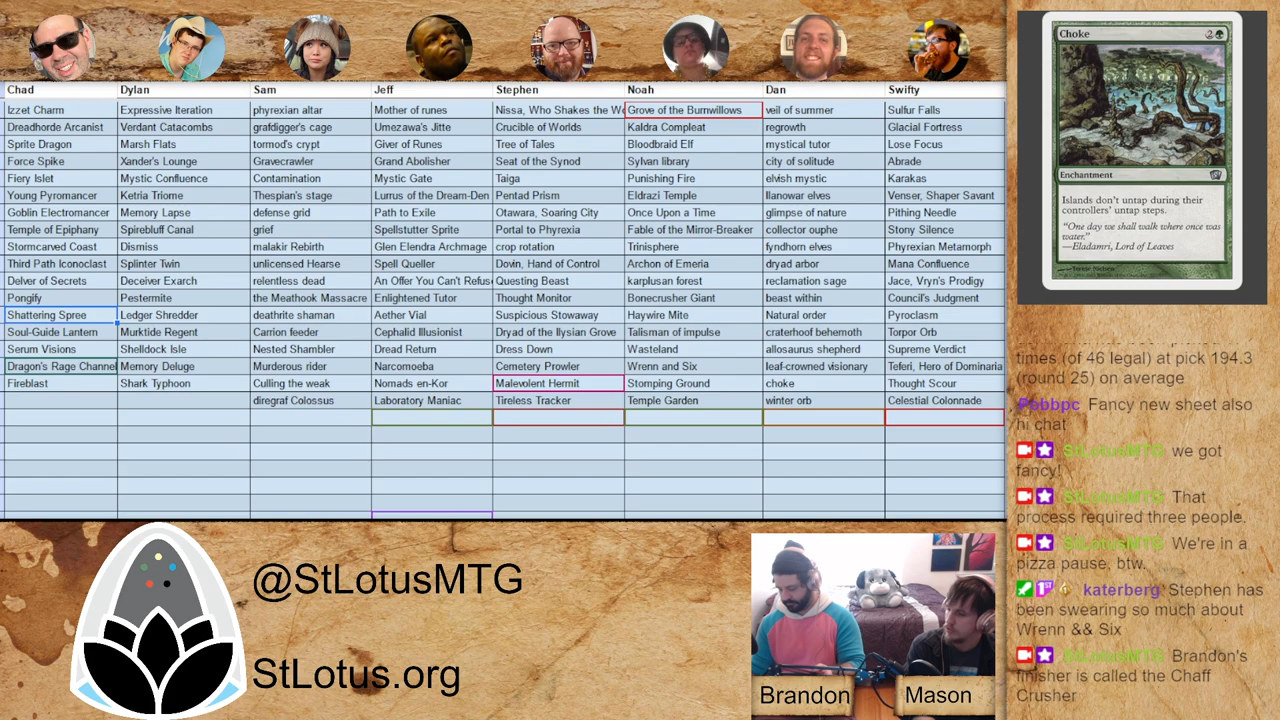 Chad Dylan Sam Jeff Stephen Noah Dan Swifty
Izzet Charm Expressive Iteration phyrexian altar Mother of runes Nissa, Who Shakes the Wo Grove of the Burnwillows veil of summer Sulfur Falls
Dreadhorde Arcanist Verdant Catacombs grafdigger's cage Umezawa's Jitte Crucible of Worlds Kaldra Compleat regrowth Glacial Fortress
Sprite Dragon Marsh Flats tormod's crypt Giver of Runes Tree of Tales Bloodbraid Elf mystical tutor Lose Focus
Force Spike Xander's Lounge Gravecrawler Grand Abolisher Seat of the Synod Sylvan library city of solitude Abrade
Fiery Islet Mystic Confluence Contamination Mystic Gate Taiga Punishing Fire elvish mystic Karakas
Young Pyromancer Ketria Triome Thespian's stage Lurrus of the Dream-Den Pentad Prism Eldrazi Temple llanowar elves Venser, Shaper Savant
Goblin Electromancer Memory Lapse defense grid Path to Exile Otawara, Soaring City Once Upon a Time glimpse of nature Pithing Needle
Temple of Epiphany Spirebluff Canal grief Spellstutter Sprite Portal to Phyrexia Fable of the Mirror-Breaker collector ouphe Stony Silence
Stormcarved Coast Dismiss malakir Rebirth Glen Elendra Archmage crop rotation Trinisphere fyndhorn elves Phyrexian Metamorph
Third Path Iconoclast Splinter Twin unlicensed Hearse Spell Queller Dovin, Hand of Control Archon of Emeria dryad arbor Mana Confluence
Delver of Secrets Deceiver Exarch relentless dead An Offer You Can't Refus Questing Beast karplusan forest reclamation sage Jace, Vryn's Prodigy
Pongify Pestermite the Meathook Massacre Enlightened Tutor Thought Monitor Bonecrusher Giant beast within Council's Judgment
Shattering Spree Ledger Shredder deathrite shaman Aether Vial Suspicious Stowaway Haywire Mite Natural order Pyroclasm
Soul-Guide Lantern Murktide Regent Carrion feeder Cephalid Illusionist Dryad of the Ilysian Grove Talisman of impulse craterhoof behemoth Torpor Orb
Serum Visions Shelldock Isle Nested Shambler Dread Return Dress Down Wasteland allosaurus shepherd Supreme Verdict
Dragon's Rage Channel Memory Deluge Murderous rider Narcomoeba Cemetery Prowler Wrenn and Six leaf-crowned visionary Teferi, Hero of Dominaria
Fireblast Shark Typhoon Culling the weak Nomads en-Kor Malevolent Hermit Stomping Ground choke Thought Scour
diregraf Colossus Laboratory Maniac Tireless Tracker Temple Garden winter orb Celestial Colonnade
Choke 2
Enchantment
Islands don't untap during their
controllers' untap steps.
"One day we shall walk where once was
water."
—Eladamri, Lord of Leaves
times (of 46 legal) at pick 194.3
(round 25) on average
Pobbpc Fancy new sheet also
hi chat
StLotusMTG we got
fancy!
StLotusMTG That
process required three people.
StLotusMTG We're in a
pizza pause, btw.
katerberg Stephen has
been swearing so much about
Wrenn && Six
StLotusMTG Brandon's
finisher is called the Chaff
Crusher
@StLotusMTG
StLotus.org
Brandon
Mason